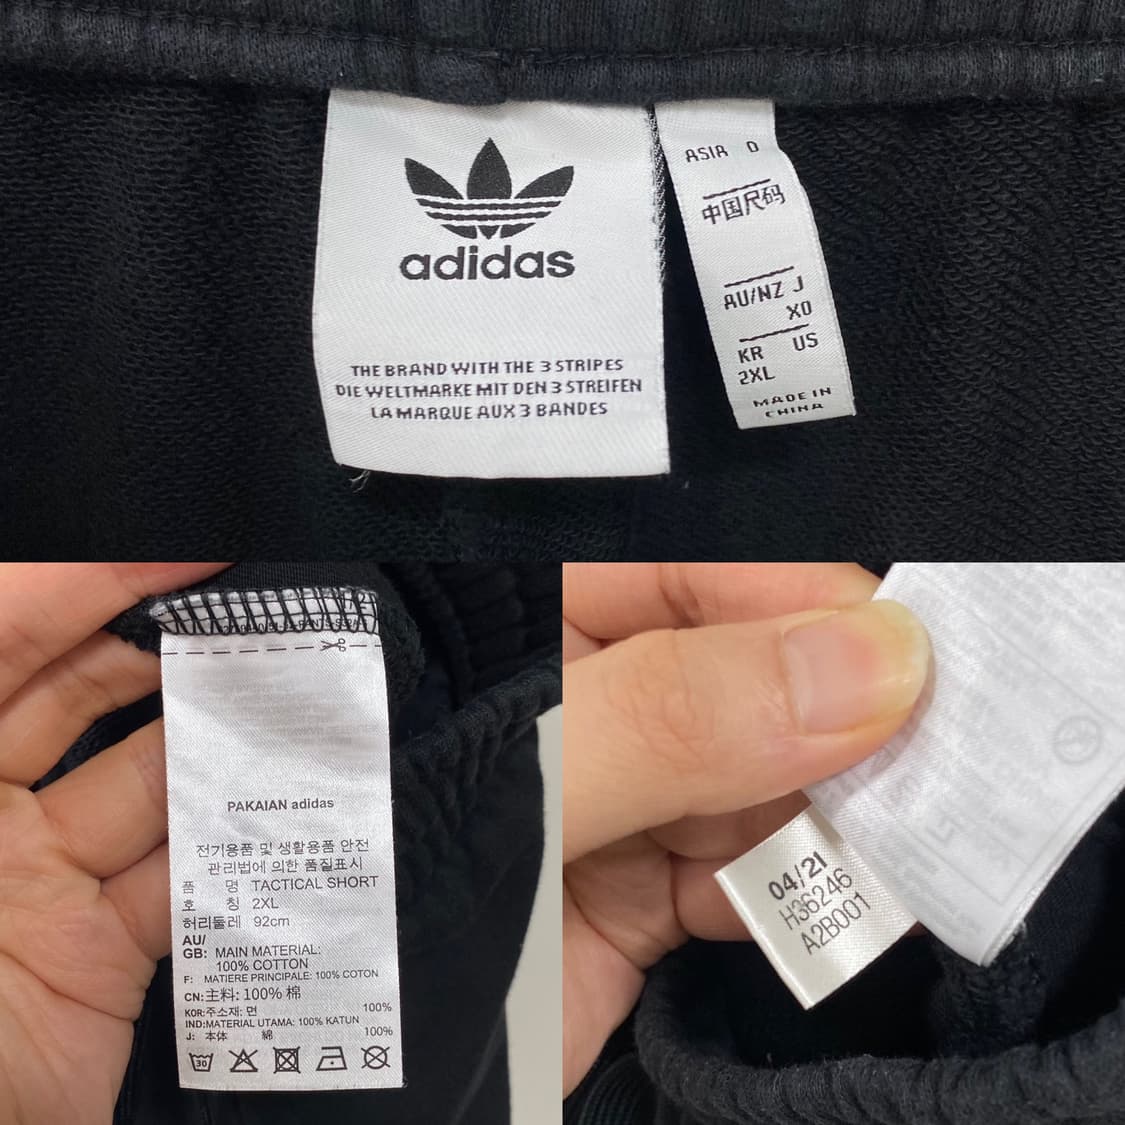 adidas
THE BRAND WITH THE 3 STRIPES
DIE WELTMARKE MIT DEN 3 STREIFEN
LA MARQUE AUX 3 BANDES
ASIA D
中国尺码
AU/NZ J
XO
KR US
2XL
MADE IN
CHINA
PAKAIAN adidas
전기용품 및 생활용품 안전
관리법에 의한 품질표시
품 명 TACTICAL SHORT
호 칭 2XL
허리둘레 92cm
AU/
GB: MAIN MATERIAL:
100% COTTON
F: MATIERE PRINCIPALE: 100% COTON
CN:主料: 100% 棉
KOR:주소재: 면 100%
IND:MATERIAL UTAMA: 100% KATUN
J: 本体 綿 100%
30
04/21
H36246
A2B001